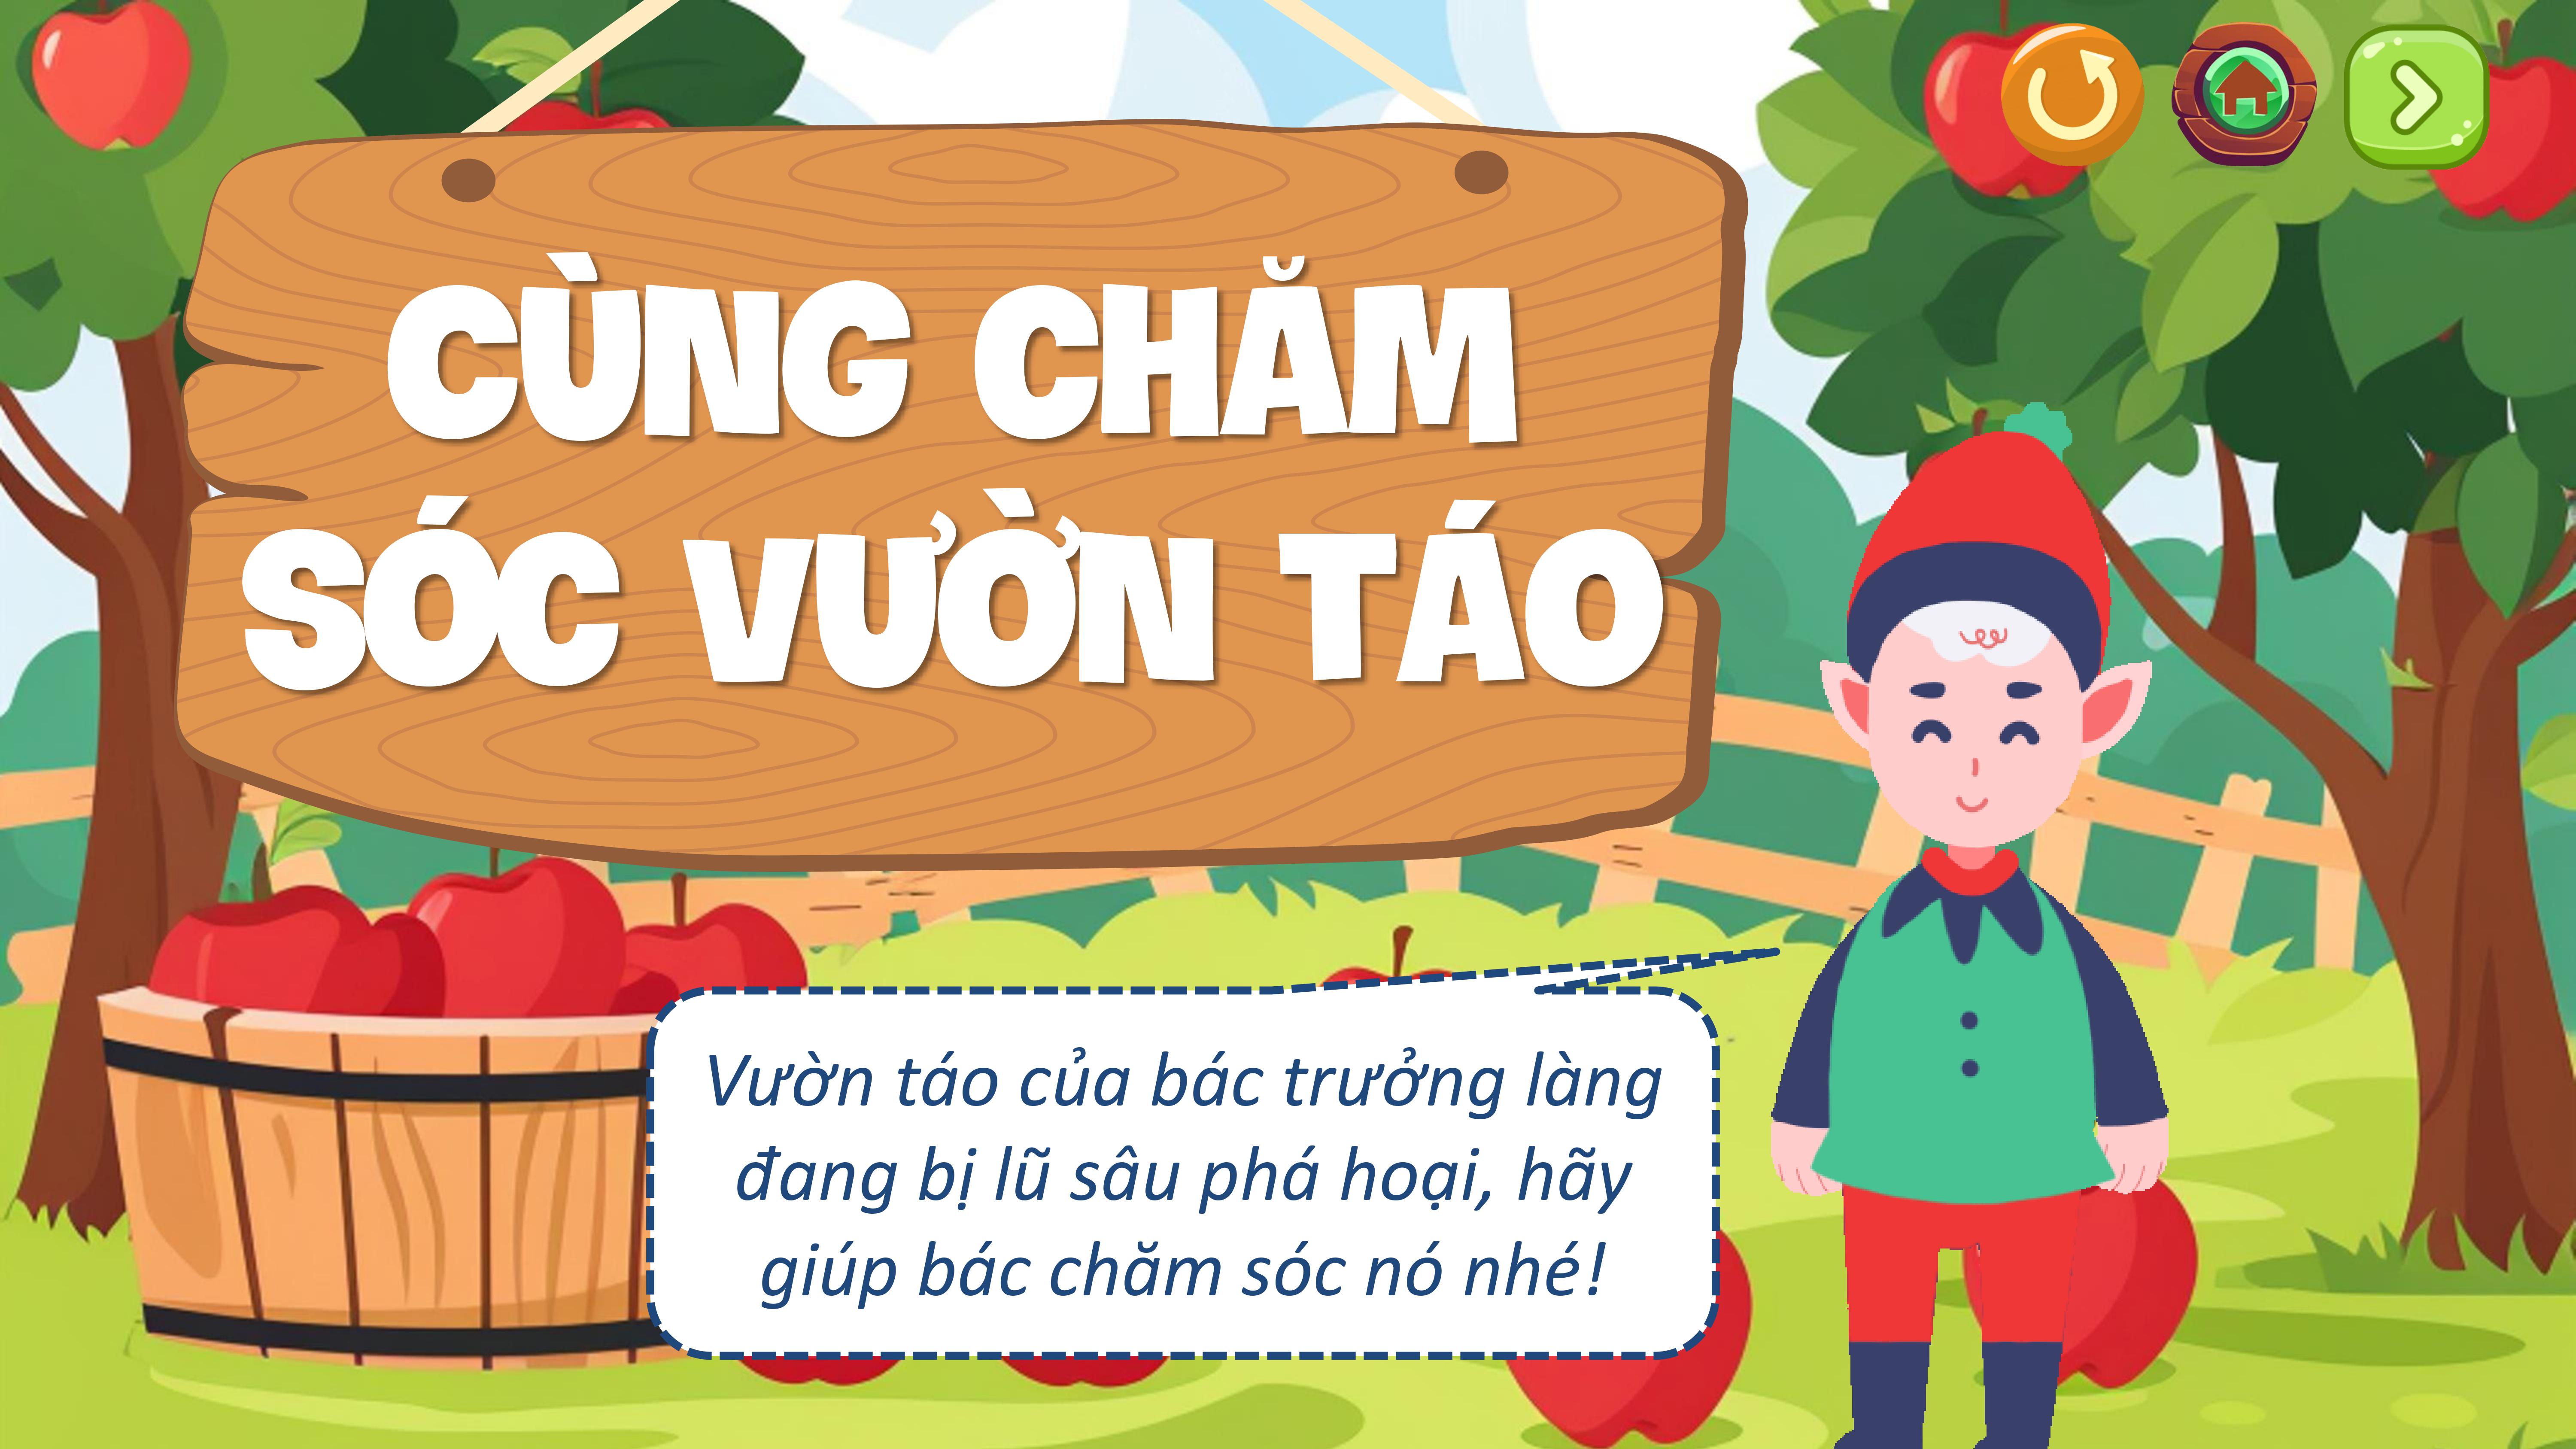 CÙNG CHĂM
SÓC VƯỜN TÁO
Vườn táo của bác trưởng làng
đang bị lũ sâu phá hoại, hãy
giúp bác chăm sóc nó nhé!